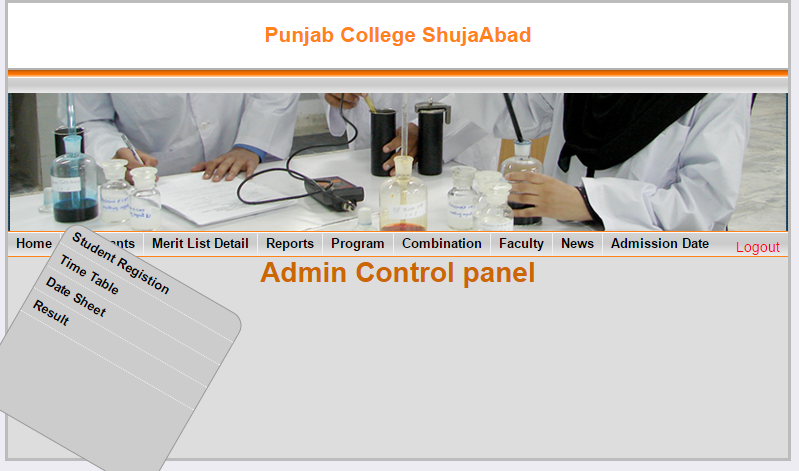 Punjab College ShujaAbad
Home Merit List Detail Reports Program Combination Faculty News Admission Date Logout
Student Registion
Time Table
Date Sheet
Result
Admin Control panel